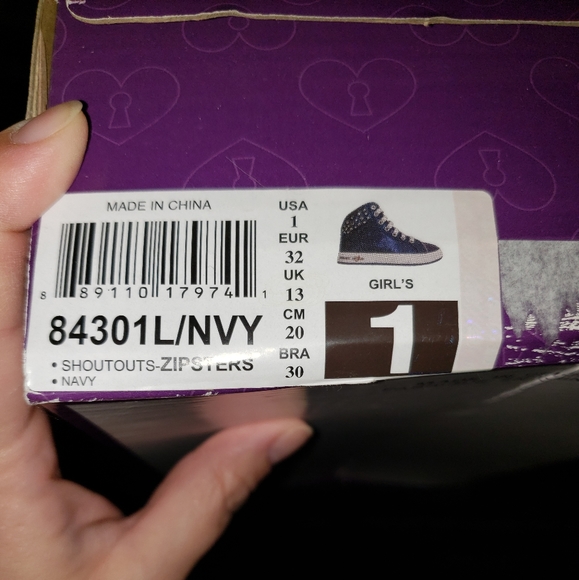 MADE IN CHINA
8 89110 17974 1
84301L/NVY
• SHOUTOUTS-ZIPSTERS
• NAVY
USA
1
EUR
32
UK
13
CM
20
BRA
30
GIRL'S
1